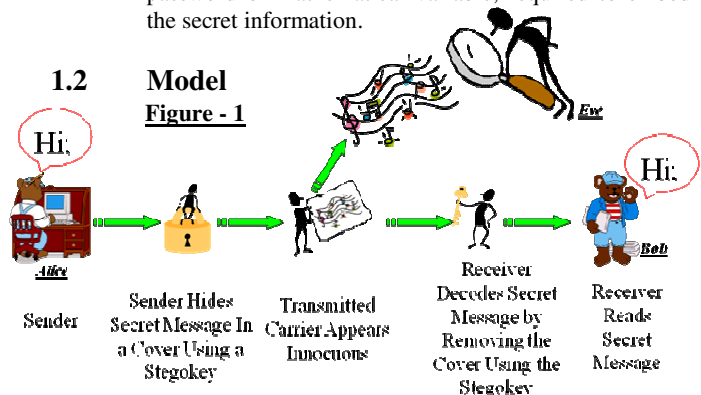 the secret information.
1.2 Model
Figure - 1
Eve
Hi;
Hi;
Alice
Bob
Sender
Sender Hides
Secret Message In
a Cover Using a
Stegokey
Transmitted
Carrier Appears
Innocuous
Receiver
Decodes Secret
Message by
Removing the
Cover Using the
Stegokey
Receiver
Reads
Secret
Message